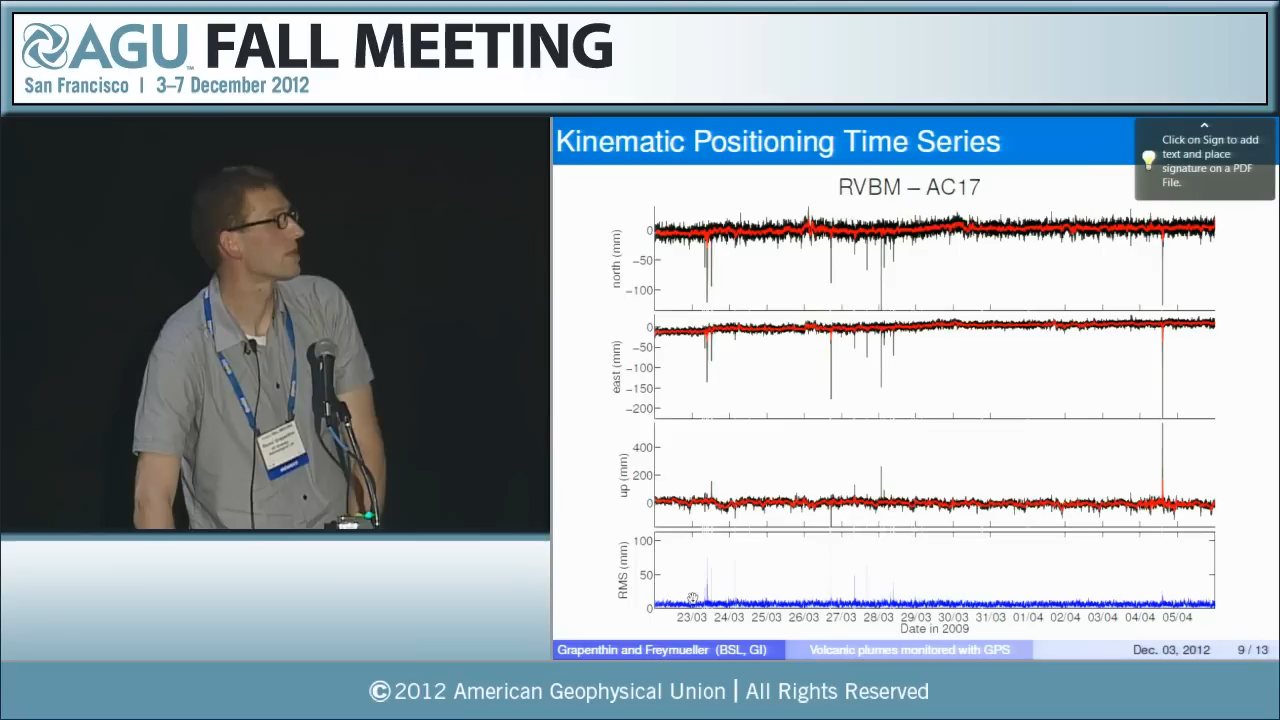 AGU FALL MEETING
San Francisco | 3–7 December 2012
Kinematic Positioning Time Series
Click on Sign to add
text and place
signature on a PDF
File.
RVBM – AC17
north (mm)
0
−50
−100
east (mm)
0
−50
−100
−150
−200
up (mm)
400
200
0
RMS (mm)
100
50
0
23/03 24/03 25/03 26/03 27/03 28/03 29/03 30/03 31/03 01/04 02/04 03/04 04/04 05/04
Date in 2009
Grapenthin and Freymueller (BSL, GI) Volcanic plumes monitored with GPS Dec. 03, 2012 9 / 13
©2012 American Geophysical Union | All Rights Reserved